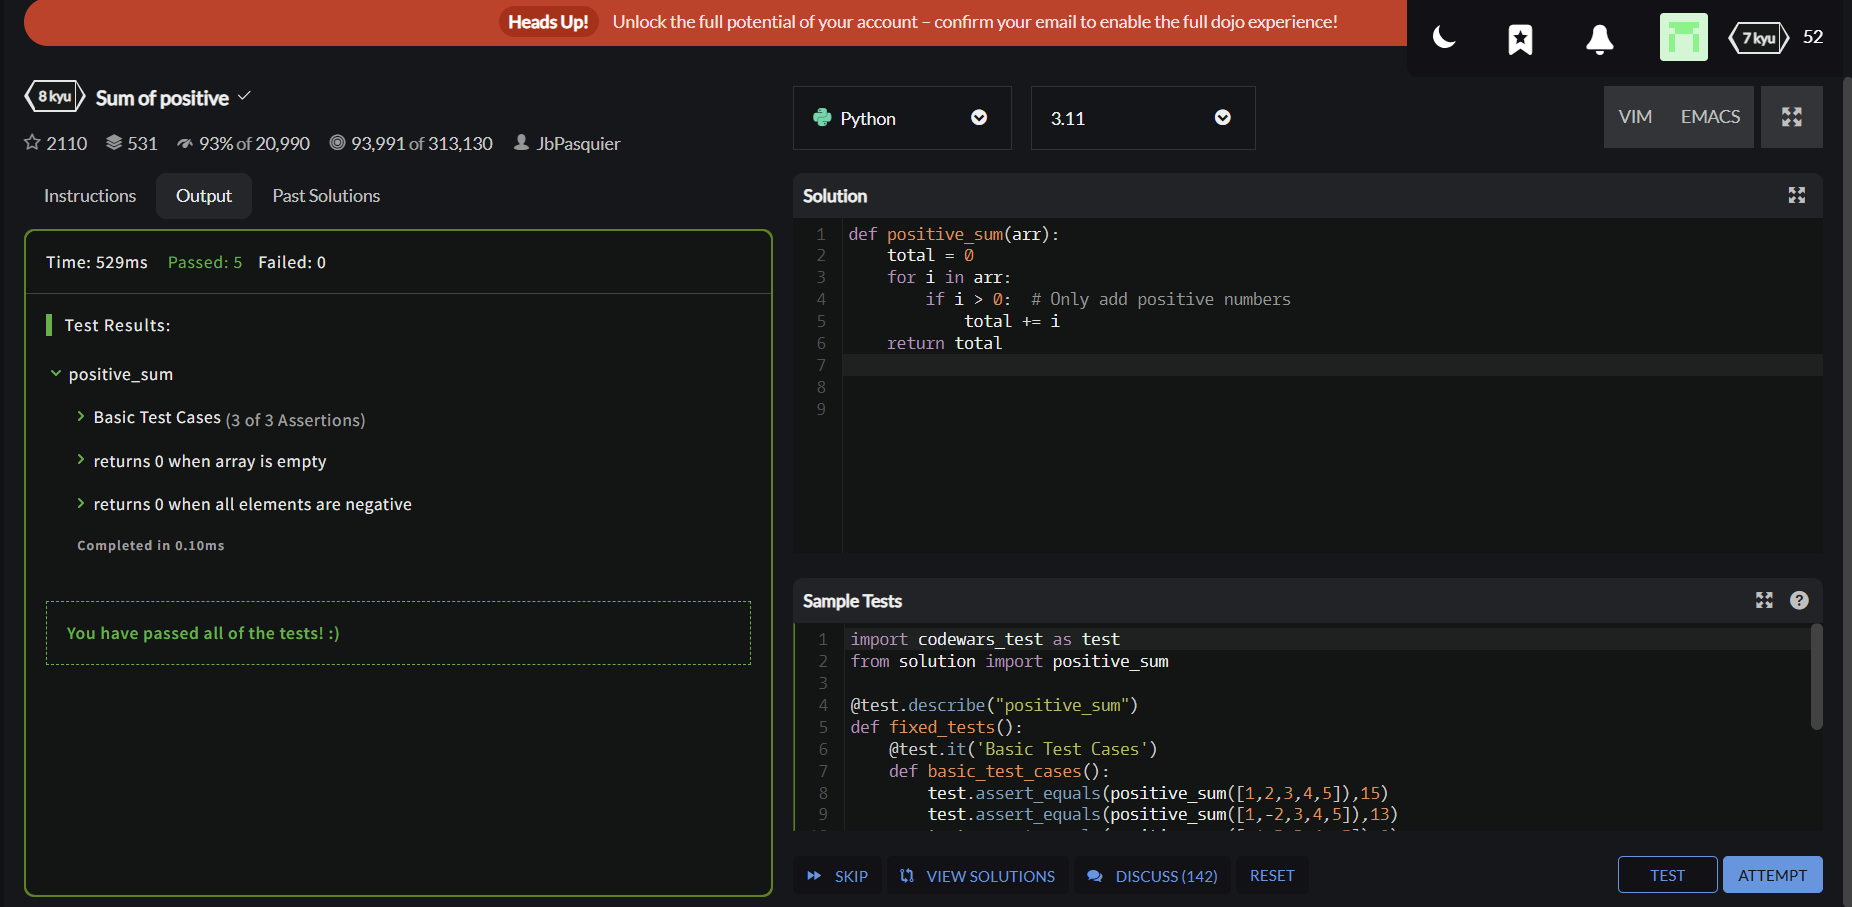 Heads Up! Unlock the full potential of your account – confirm your email to enable the full dojo experience!
7 kyu 52
8 kyu Sum of positive
2110 531 93% of 20,990 93,991 of 313,130 JbPasquier
Instructions Output Past Solutions
Time: 529ms Passed: 5 Failed: 0
Test Results:
positive_sum
Basic Test Cases (3 of 3 Assertions)
returns 0 when array is empty
returns 0 when all elements are negative
Completed in 0.10ms
You have passed all of the tests! :)
Python 3.11 VIM EMACS
Solution
1 def positive_sum(arr):
2     total = 0
3     for i in arr:
4         if i > 0:  # Only add positive numbers
5             total += i
6     return total
7
8
9
Sample Tests
1 import codewars_test as test
2 from solution import positive_sum
3
4 @test.describe("positive_sum")
5 def fixed_tests():
6     @test.it('Basic Test Cases')
7     def basic_test_cases():
8         test.assert_equals(positive_sum([1,2,3,4,5]),15)
9         test.assert_equals(positive_sum([1,-2,3,4,5]),13)
SKIP VIEW SOLUTIONS DISCUSS (142) RESET TEST ATTEMPT